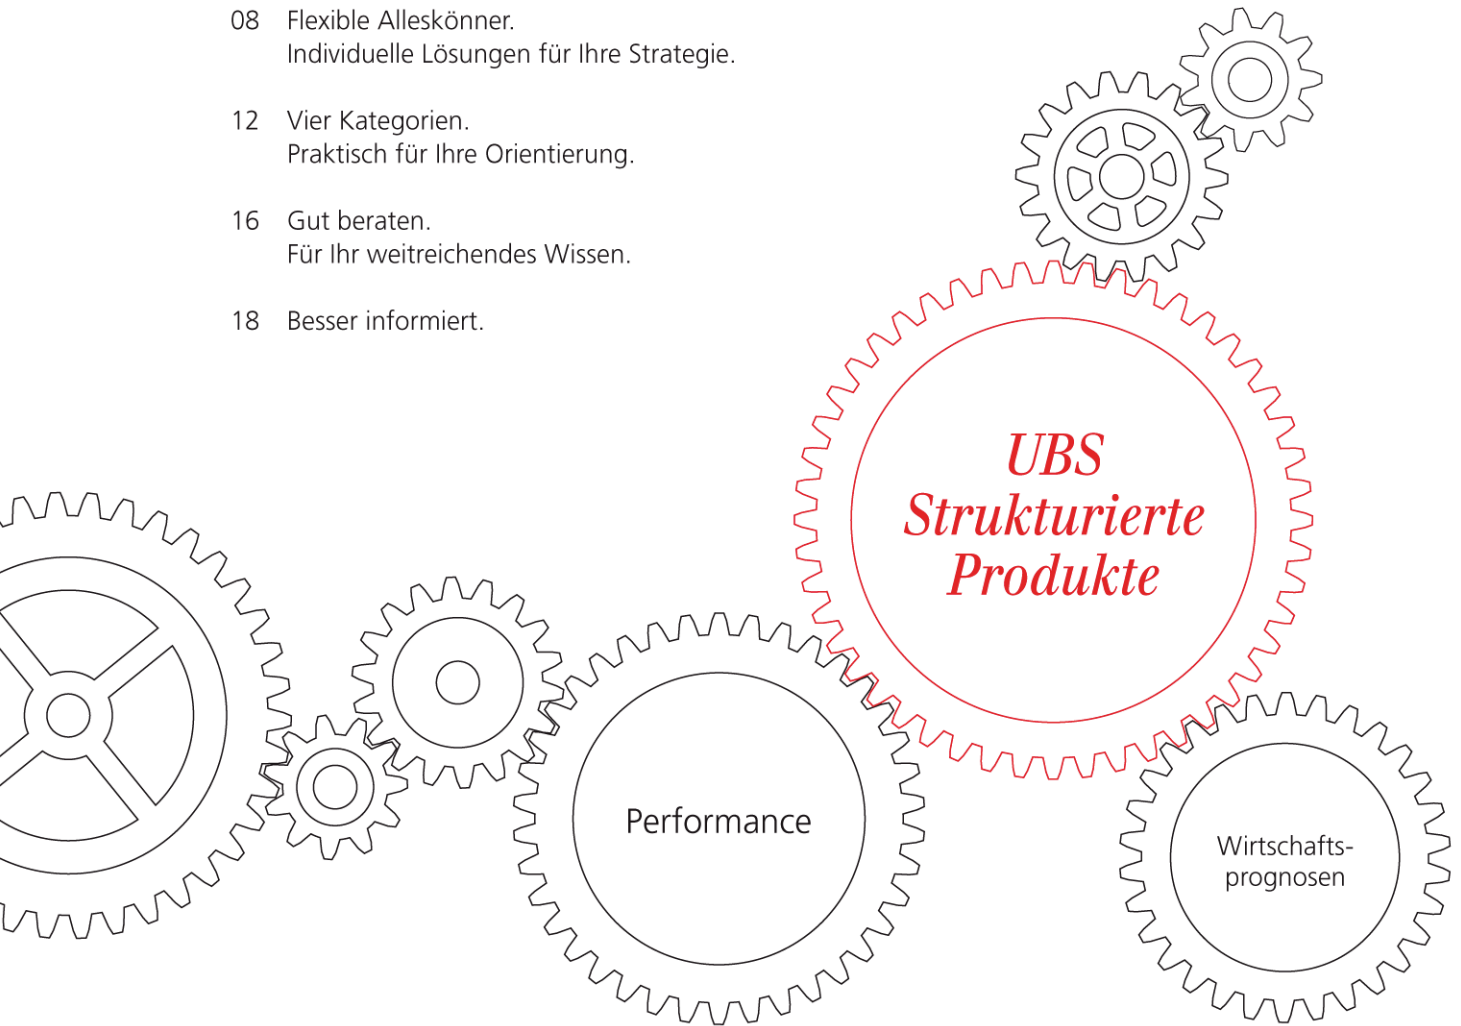 08 Flexible Alleskönner.
Individuelle Lösungen für Ihre Strategie.
12 Vier Kategorien.
Praktisch für Ihre Orientierung.
16 Gut beraten.
Für Ihr weitreichendes Wissen.
18 Besser informiert.
UBS
Strukturierte
Produkte
Performance
Wirtschafts-
prognosen